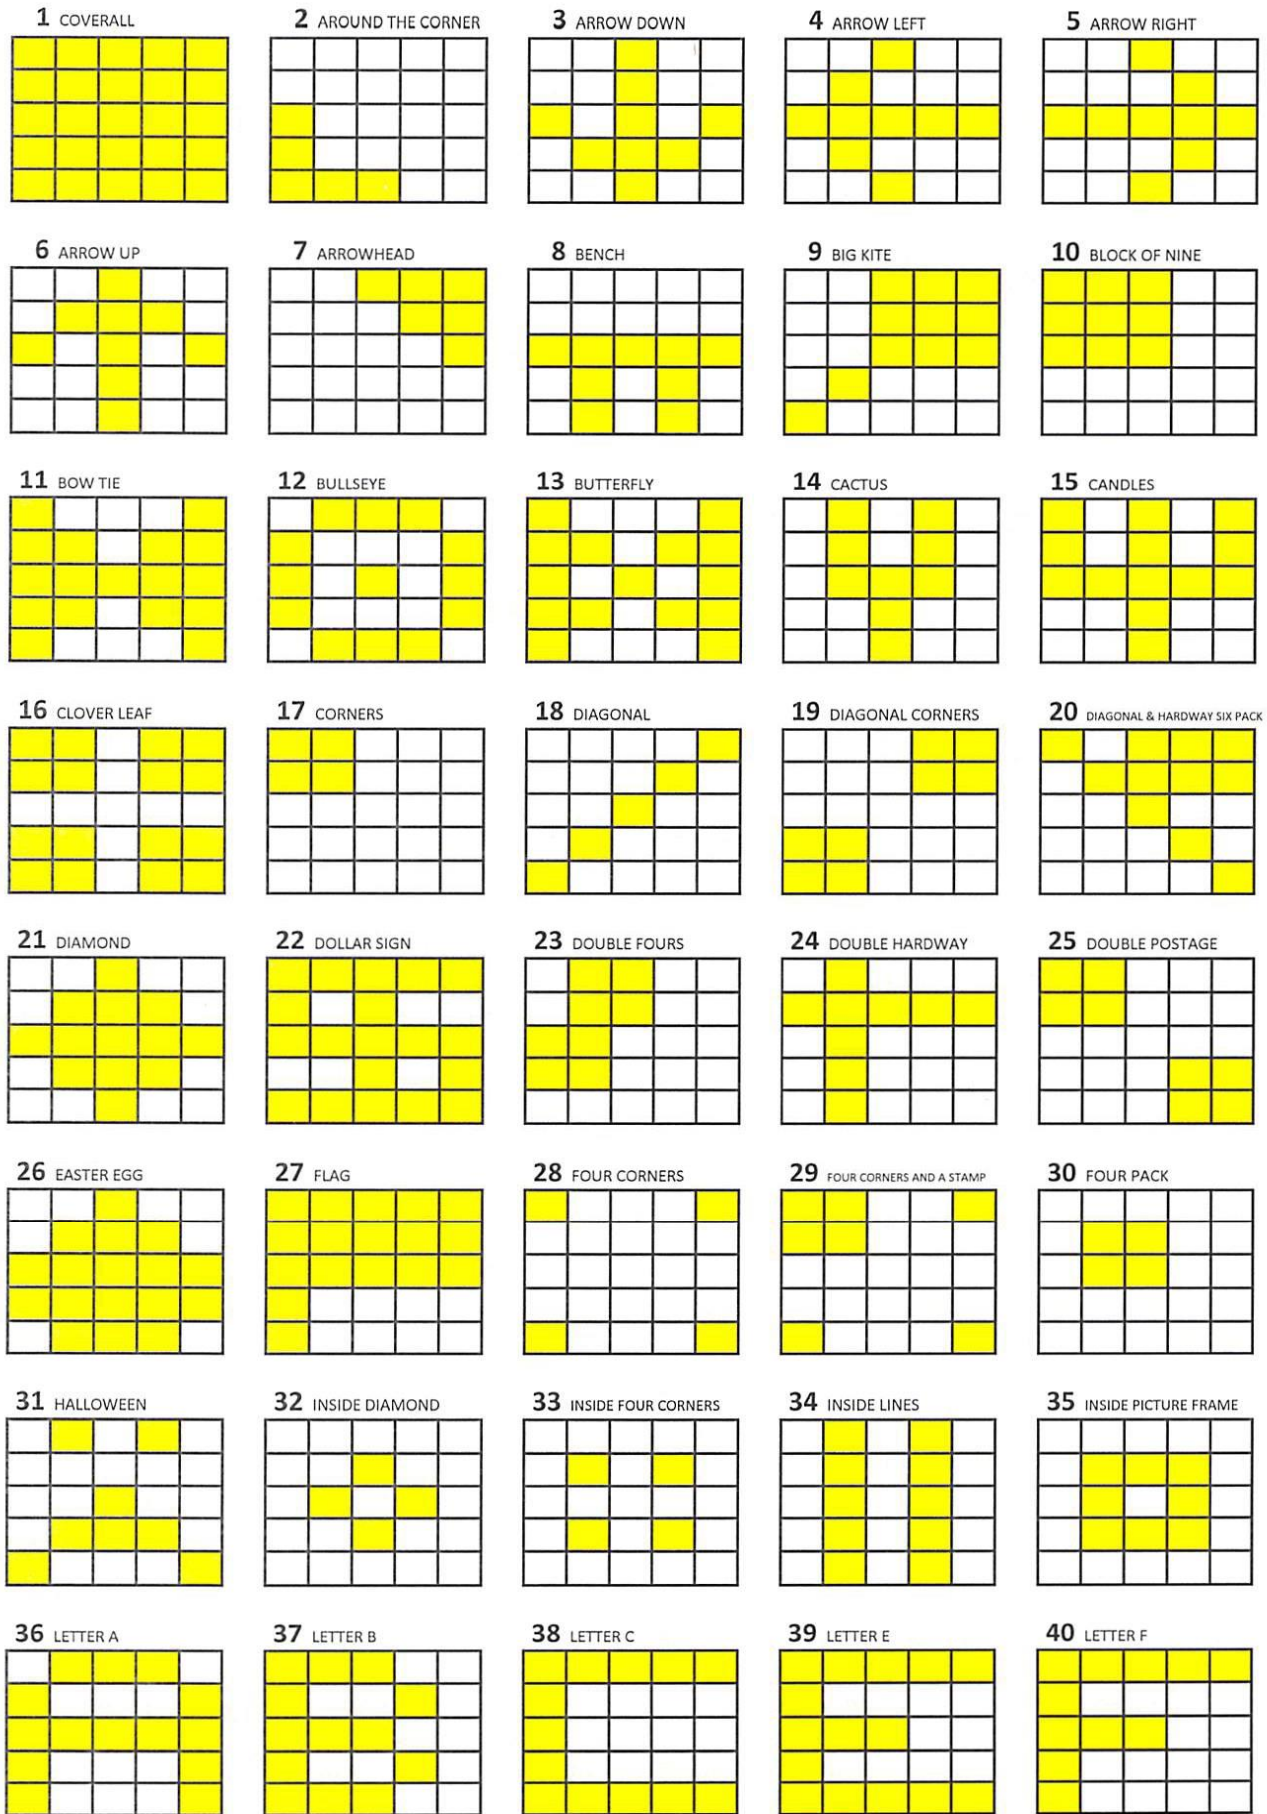 1 COVERALL
2 AROUND THE CORNER
3 ARROW DOWN
4 ARROW LEFT
5 ARROW RIGHT
6 ARROW UP
7 ARROWHEAD
8 BENCH
9 BIG KITE
10 BLOCK OF NINE
11 BOW TIE
12 BULLSEYE
13 BUTTERFLY
14 CACTUS
15 CANDLES
16 CLOVER LEAF
17 CORNERS
18 DIAGONAL
19 DIAGONAL CORNERS
20 DIAGONAL & HARDWAY SIX PACK
21 DIAMOND
22 DOLLAR SIGN
23 DOUBLE FOURS
24 DOUBLE HARDWAY
25 DOUBLE POSTAGE
26 EASTER EGG
27 FLAG
28 FOUR CORNERS
29 FOUR CORNERS AND A STAMP
30 FOUR PACK
31 HALLOWEEN
32 INSIDE DIAMOND
33 INSIDE FOUR CORNERS
34 INSIDE LINES
35 INSIDE PICTURE FRAME
36 LETTER A
37 LETTER B
38 LETTER C
39 LETTER E
40 LETTER F